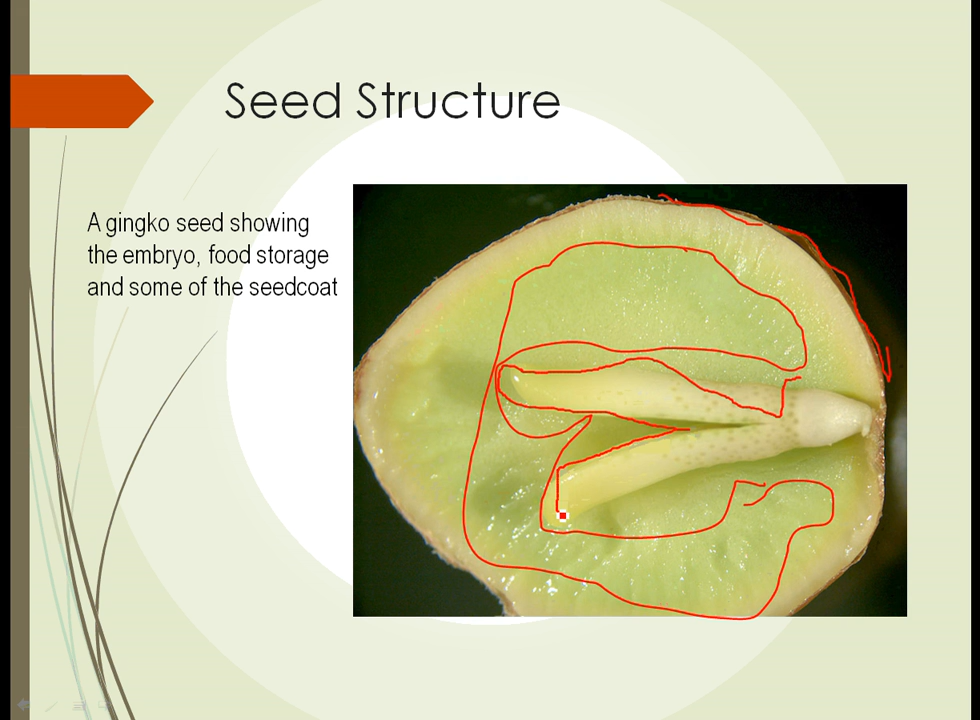 Seed Structure
A gingko seed showing
the embryo, food storage
and some of the seedcoat